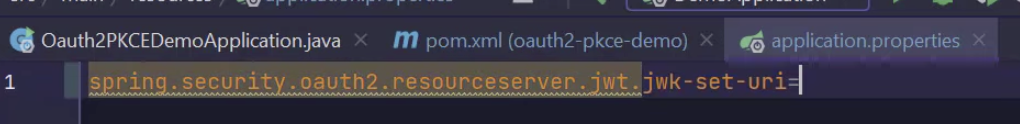 Oauth2PKCEDemoApplication.java m pom.xml (oauth2-pkce-demo) application.properties
1 spring.security.oauth2.resourceserver.jwt.jwk-set-uri=